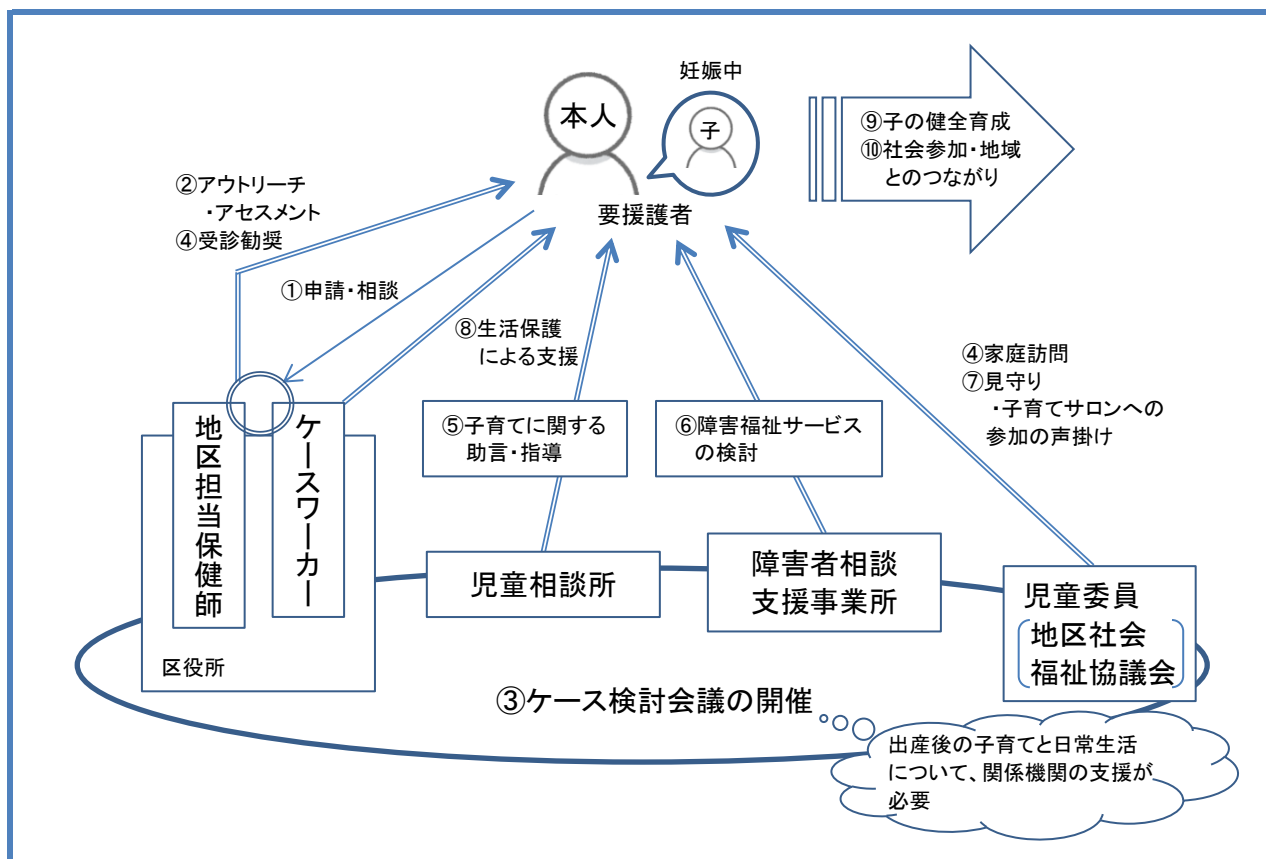 妊娠中
本人
子
要援護者
⑨子の健全育成
⑩社会参加・地域
とのつながり
②アウトリーチ
・アセスメント
④受診勧奨
①申請・相談
⑧生活保護
による支援
④家庭訪問
⑦見守り
・子育てサロンへの
参加の声掛け
⑤子育てに関する
助言・指導
⑥障害福祉サービス
の検討
地区担当保健師
ケースワーカー
区役所
児童相談所
障害者相談
支援事業所
児童委員
地区社会
福祉協議会
③ケース検討会議の開催
出産後の子育てと日常生活
について、関係機関の支援が
必要